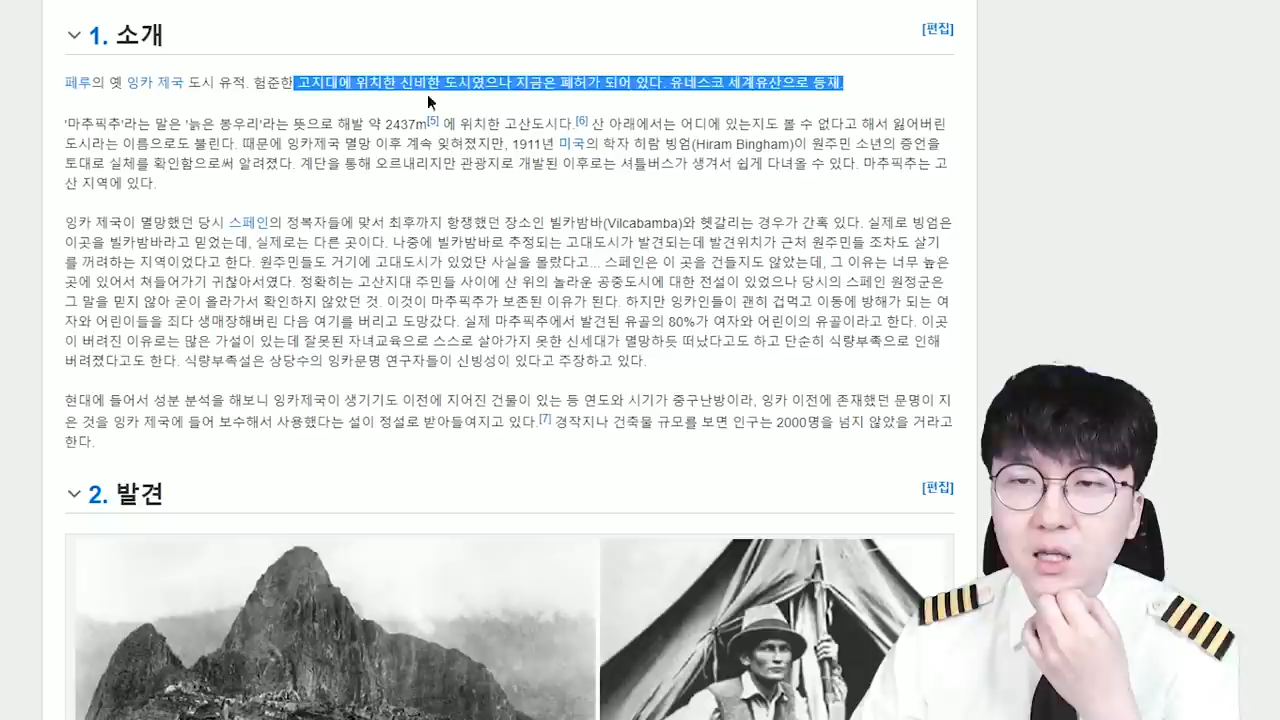 1. 소개
[편집]
페루의 옛 잉카 제국 도시 유적. 험준한 고지대에 위치한 신비한 도시였으나 지금은 폐허가 되어 있다. 유네스코 세계유산으로 등재.
'마추픽추'라는 말은 '늙은 봉우리'라는 뜻으로 해발 약 2437m[5] 에 위치한 고산도시다.[6] 산 아래에서는 어디에 있는지도 볼 수 없다고 해서 잃어버린
도시라는 이름으로도 불린다. 때문에 잉카제국 멸망 이후 계속 잊혀졌지만, 1911년 미국의 학자 히람 빙엄(Hiram Bingham)이 원주민 소년의 증언을
토대로 실체를 확인함으로써 알려졌다. 계단을 통해 오르내리지만 관광지로 개발된 이후로는 셔틀버스가 생겨서 쉽게 다녀올 수 있다. 마추픽추는 고
산 지역에 있다.
잉카 제국이 멸망했던 당시 스페인의 정복자들에 맞서 최후까지 항쟁했던 장소인 빌카밤바(Vilcabamba)와 헷갈리는 경우가 간혹 있다. 실제로 빙엄은
이곳을 빌카밤바라고 믿었는데, 실제로는 다른 곳이다. 나중에 빌카밤바로 추정되는 고대도시가 발견되는데 발견위치가 근처 원주민들 조차도 살기
를 꺼려하는 지역이었다고 한다. 원주민들도 거기에 고대도시가 있었단 사실을 몰랐다고... 스페인은 이 곳을 건들지도 않았는데, 그 이유는 너무 높은
곳에 있어서 쳐들어가기 귀찮아서였다. 정확히는 고산지대 주민들 사이에 산 위의 놀라운 공중도시에 대한 전설이 있었으나 당시의 스페인 원정군은
그 말을 믿지 않아 굳이 올라가서 확인하지 않았던 것. 이것이 마추픽추가 보존된 이유가 된다. 하지만 잉카인들이 괜히 겁먹고 이동에 방해가 되는 여
자와 어린이들을 죄다 생매장해버린 다음 여기를 버리고 도망갔다. 실제 마추픽추에서 발견된 유골의 80%가 여자와 어린이의 유골이라고 한다. 이곳
이 버려진 이유로는 많은 가설이 있는데 잘못된 자녀교육으로 스스로 살아가지 못한 신세대가 멸망하듯 떠났다고도 하고 단순히 식량부족으로 인해
버려졌다고도 한다. 식량부족설은 상당수의 잉카문명 연구자들이 신빙성이 있다고 주장하고 있다.
현대에 들어서 성분 분석을 해보니 잉카제국이 생기기도 이전에 지어진 건물이 있는 등 연도와 시기가 중구난방이라, 잉카 이전에 존재했던 문명이 지
은 것을 잉카 제국에 들어 보수해서 사용했다는 설이 정설로 받아들여지고 있다.[7] 경작지나 건축물 규모를 보면 인구는 2000명을 넘지 않았을 거라고
한다.
2. 발견
[편집]